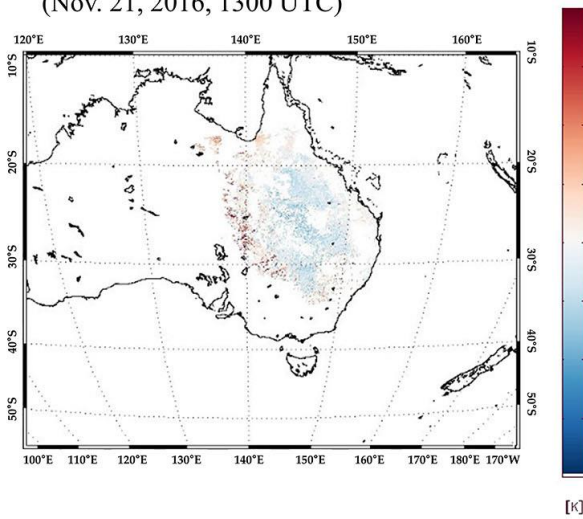 (Nov. 21, 2016, 1300 UTC)
120°E 130°E 140°E 150°E 160°E
10°S 10°S
20°S 20°S
30°S 30°S
40°S 40°S
50°S 50°S
100°E 110°E 120°E 130°E 140°E 150°E 160°E 170°E 180°E 170°W
[K]